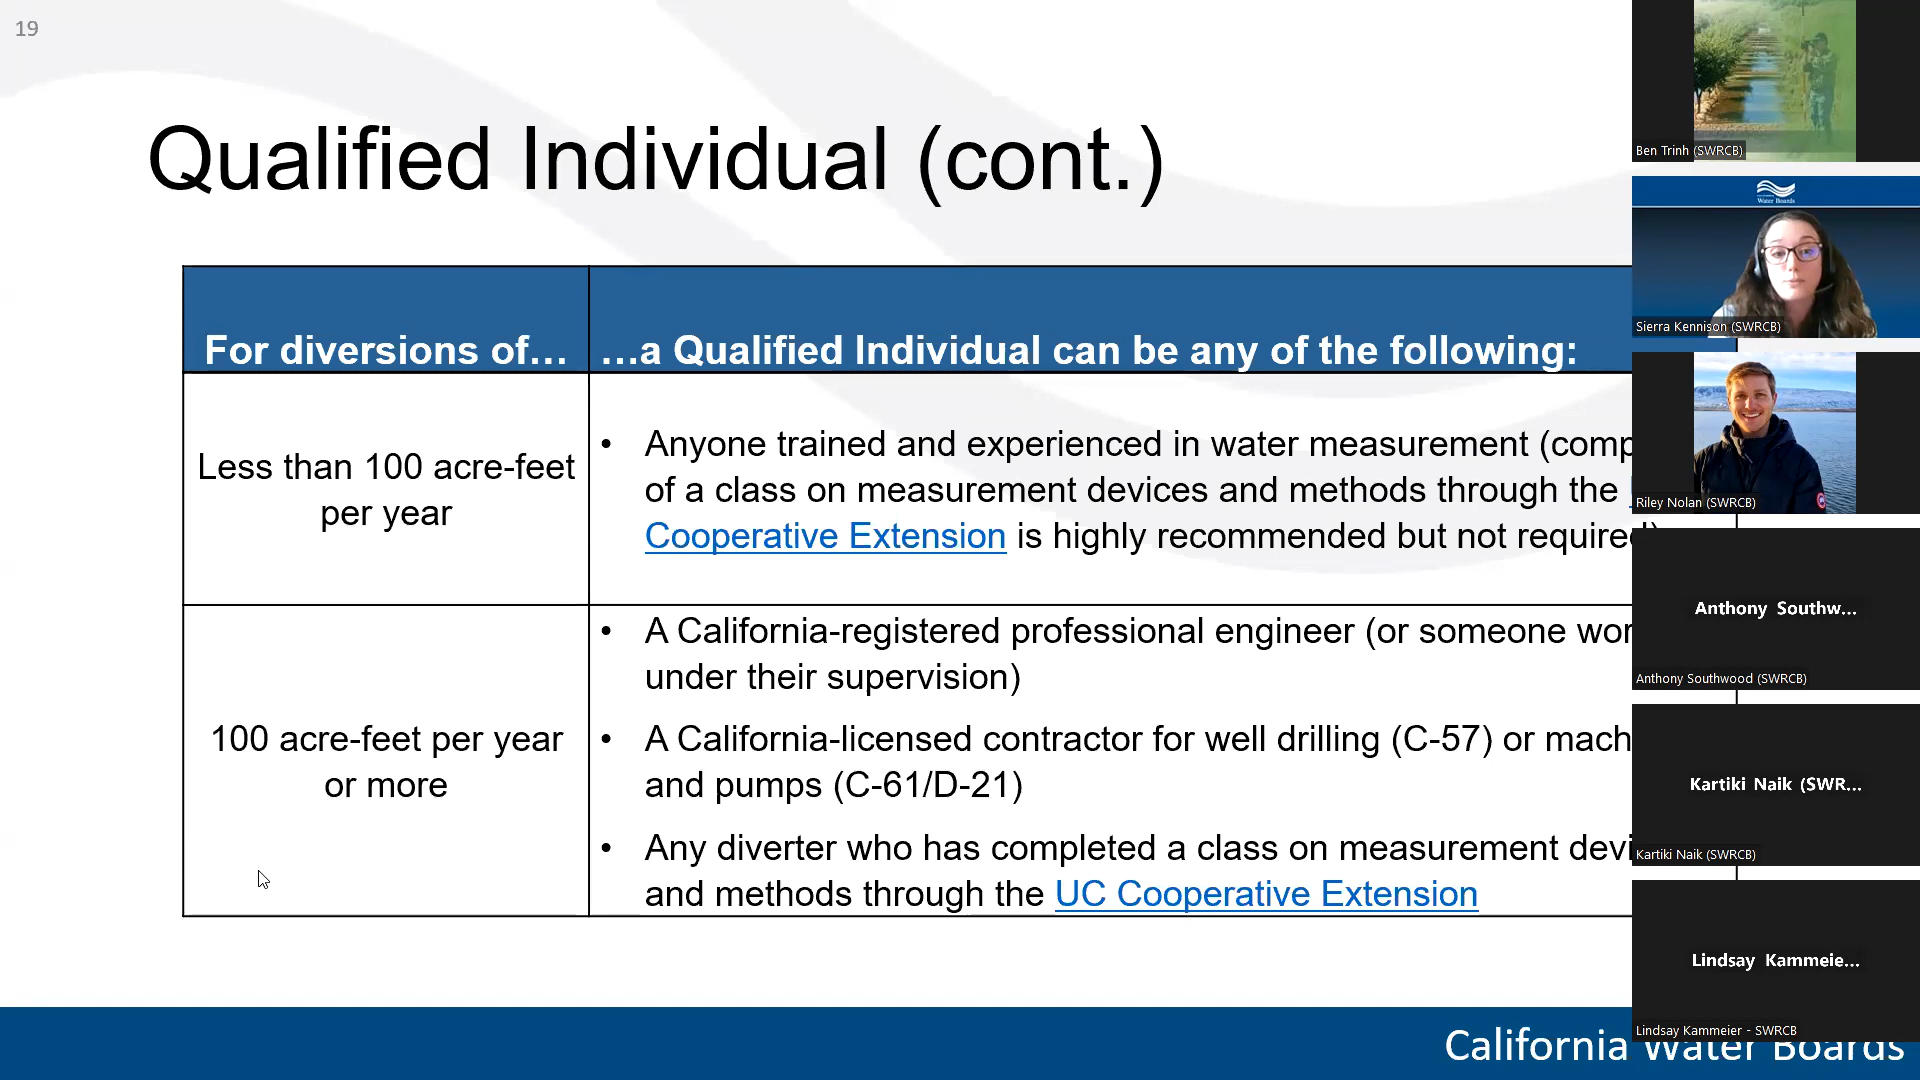 19
Qualified Individual (cont.)
For diversions of…
…a Qualified Individual can be any of the following:
Less than 100 acre-feet
per year
• Anyone trained and experienced in water measurement (comp
of a class on measurement devices and methods through the
Cooperative Extension is highly recommended but not required)
100 acre-feet per year
or more
• A California-registered professional engineer (or someone wor
under their supervision)
• A California-licensed contractor for well drilling (C-57) or mach
and pumps (C-61/D-21)
• Any diverter who has completed a class on measurement devi
and methods through the UC Cooperative Extension
California Water Boards
Ben Trinh (SWRCB)
Water Boards
Sierra Kennison (SWRCB)
Riley Nolan (SWRCB)
Anthony Southw...
Anthony Southwood (SWRCB)
Kartiki Naik (SWR...
Kartiki Naik (SWRCB)
Lindsay Kammeie...
Lindsay Kammeier - SWRCB